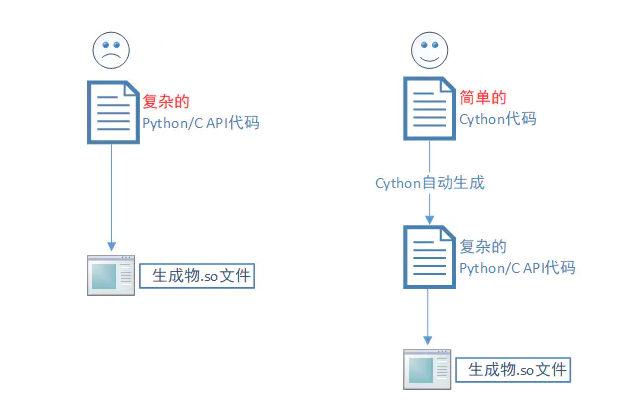 复杂的
Python/C API代码
生成物.so文件
简单的
Cython代码
Cython自动生成
复杂的
Python/C API代码
生成物.so文件